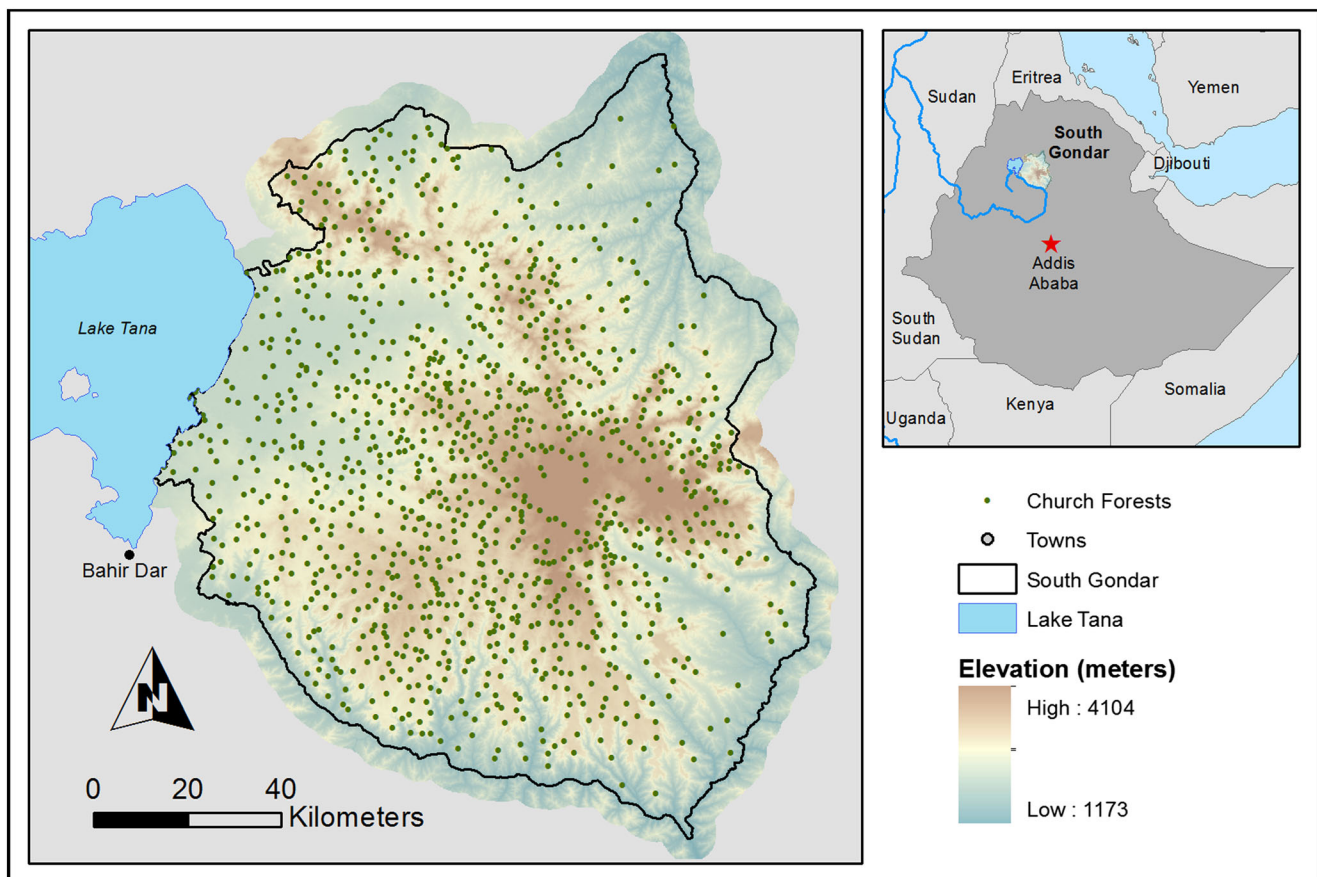 Lake Tana
Bahir Dar
N
0 20 40
Kilometers
Sudan
Eritrea
Yemen
South
Gondar
Djibouti
Addis
Ababa
South
Sudan
Uganda
Kenya
Somalia
Church Forests
Towns
South Gondar
Lake Tana
Elevation (meters)
High : 4104
Low : 1173